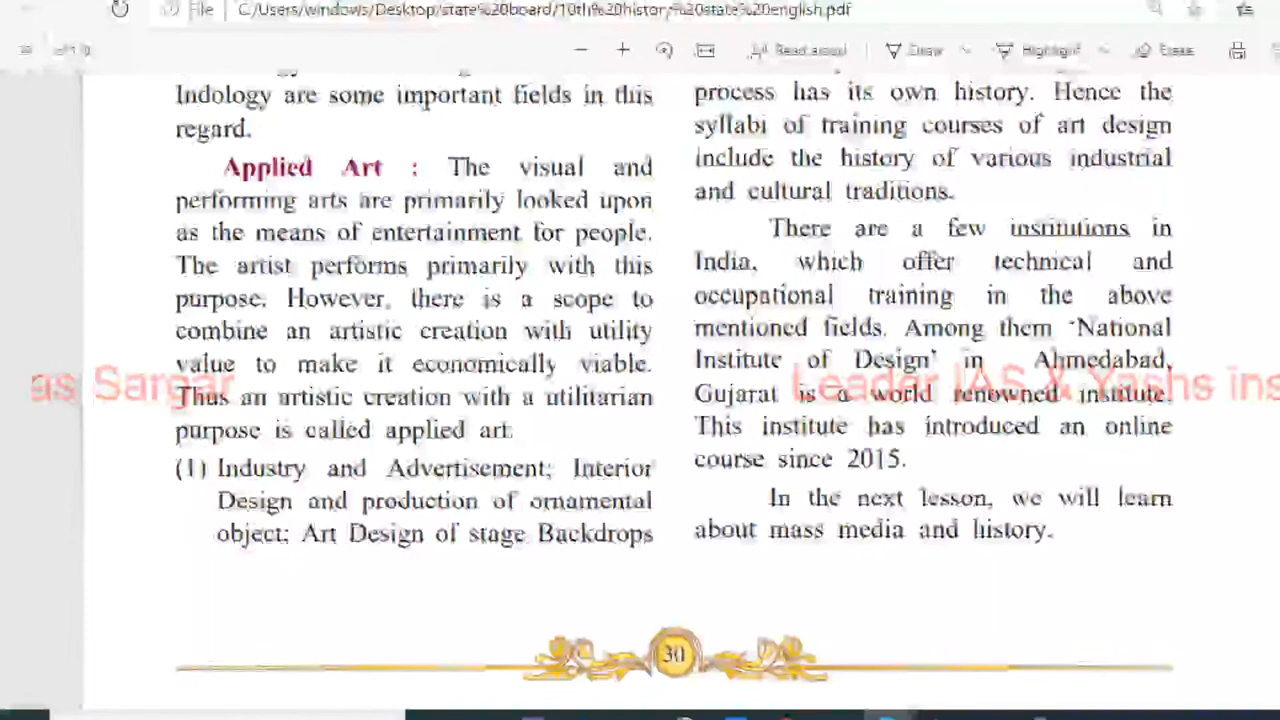 File
C:/Users/windows/Desktop/state%20board/10th%20history%20state%20english.pdf
Read aloud
Draw
Highlight
Erase
Indology are some important fields in this
regard.
Applied Art : The visual and
performing arts are primarily looked upon
as the means of entertainment for people.
The artist performs primarily with this
purpose. However, there is a scope to
combine an artistic creation with utility
value to make it economically viable.
Thus an artistic creation with a utilitarian
purpose is called applied art.
(1) Industry and Advertisement; Interior
Design and production of ornamental
object; Art Design of stage Backdrops
process has its own history. Hence the
syllabi of training courses of art design
include the history of various industrial
and cultural traditions.
There are a few institutions in
India, which offer technical and
occupational training in the above
mentioned fields. Among them ‘National
Institute of Design’ in Ahmedabad,
Gujarat is a world renowned institute.
This institute has introduced an online
course since 2015.
In the next lesson, we will learn
about mass media and history.
as Sargar
Leader IAS & Yashs ins
30